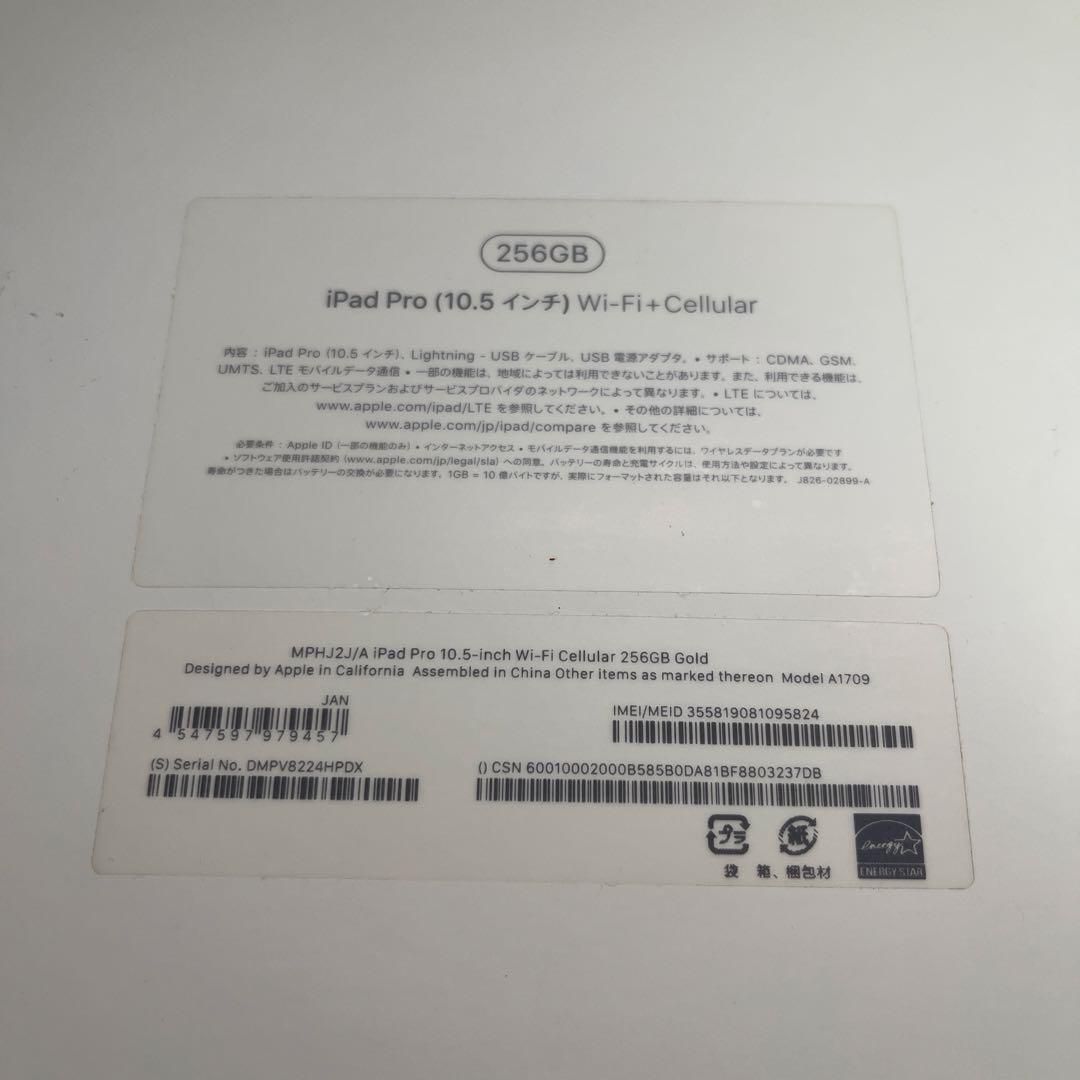 256GB
iPad Pro (10.5 インチ) Wi-Fi+Cellular
内容：iPad Pro (10.5 インチ)、Lightning - USB ケーブル、USB 電源アダプタ。• サポート：CDMA、GSM、
UMTS、LTE モバイルデータ通信 • 一部の機能は、地域によっては利用できないことがあります。また、利用できる機能は、
ご加入のサービスプランおよびサービスプロバイダのネットワークによって異なります。• LTE については、
www.apple.com/ipad/LTE を参照してください。• その他の詳細については、
www.apple.com/jp/ipad/compare を参照してください。
必要条件：Apple ID (一部の機能のみ) • インターネットアクセス • モバイルデータ通信機能を利用するには、ワイヤレスデータプランが必要です
• ソフトウェア使用許諾契約 (www.apple.com/jp/legal/sla) への同意。バッテリーの寿命と充電サイクルは、使用方法や設定によって異なります。
寿命がつきた場合はバッテリーの交換が必要になります。1GB = 10 億バイトですが、実際にフォーマットされた容量はそれ以下となります。 J826-02899-A
MPHJ2J/A iPad Pro 10.5-inch Wi-Fi Cellular 256GB Gold
Designed by Apple in California Assembled in China Other items as marked thereon Model A1709
JAN
4 547597 979457
IMEI/MEID 355819081095824
(S) Serial No. DMPV8224HPDX
() CSN 60010002000B585B0DA81BF8803237DB
プラ 紙 energy
袋 箱、梱包材 ENERGY STAR